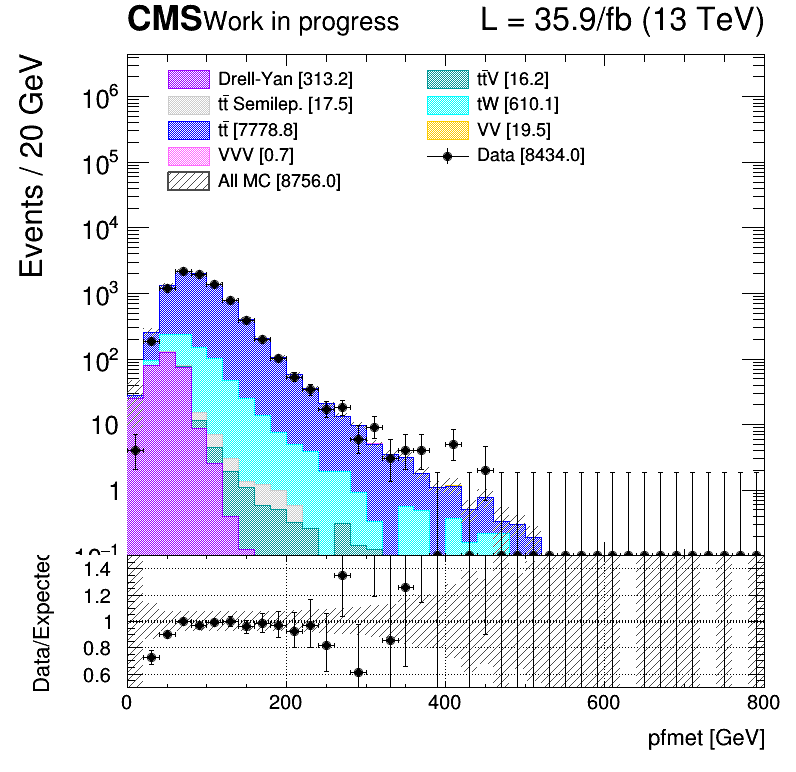 CMS Work in progress L = 35.9/fb (13 TeV)
Events / 20 GeV
Drell-Yan [313.2] tt̄V [16.2]
tt̄ Semilep. [17.5] tW [610.1]
tt̄ [7778.8] VV [19.5]
VVV [0.7] Data [8434.0]
All MC [8756.0]
10⁶
10⁵
10⁴
10³
10²
10
1
10⁻¹
Data/Expected
1.4
1.2
1
0.8
0.6
0 200 400 600 800
pfmet [GeV]